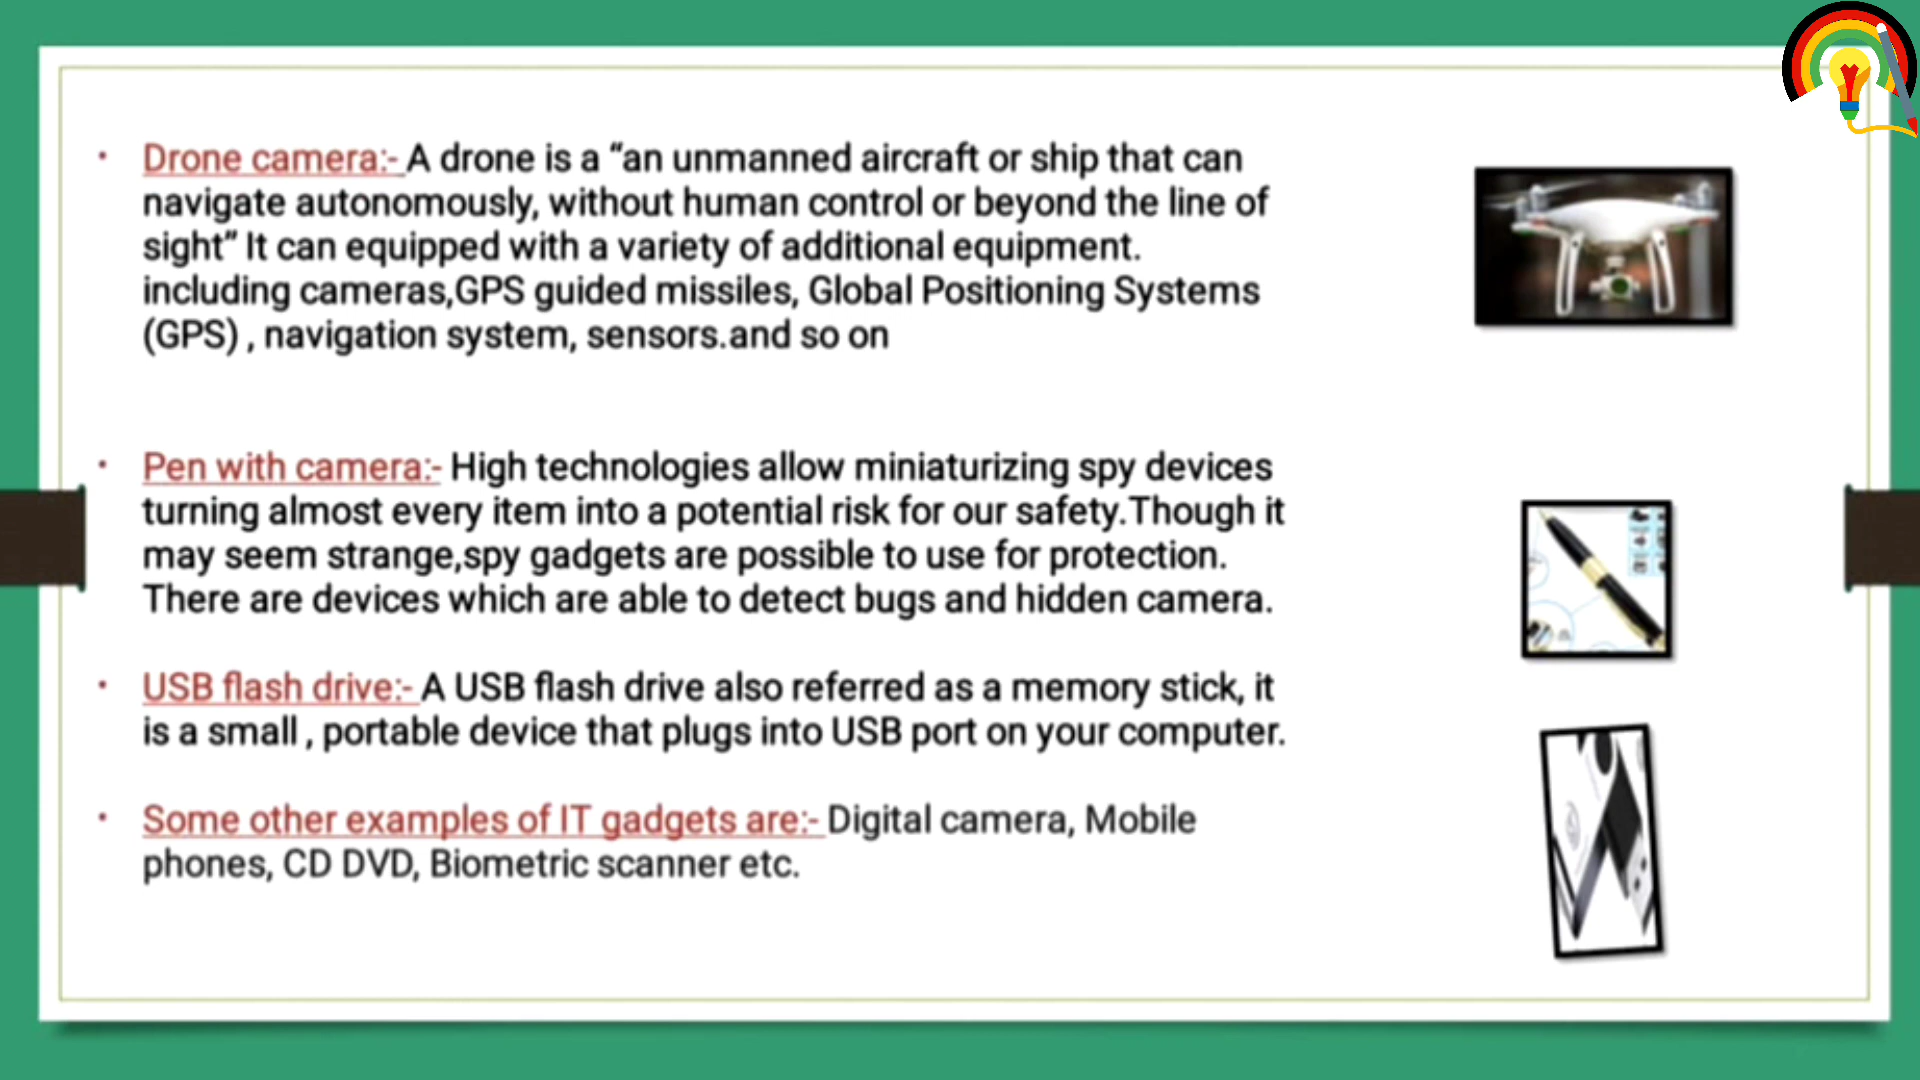 Drone camera:- A drone is a “an unmanned aircraft or ship that can
navigate autonomously, without human control or beyond the line of
sight” It can equipped with a variety of additional equipment.
including cameras,GPS guided missiles, Global Positioning Systems
(GPS) , navigation system, sensors.and so on
Pen with camera:- High technologies allow miniaturizing spy devices
turning almost every item into a potential risk for our safety.Though it
may seem strange,spy gadgets are possible to use for protection.
There are devices which are able to detect bugs and hidden camera.
USB flash drive:- A USB flash drive also referred as a memory stick, it
is a small , portable device that plugs into USB port on your computer.
Some other examples of IT gadgets are:- Digital camera, Mobile
phones, CD DVD, Biometric scanner etc.